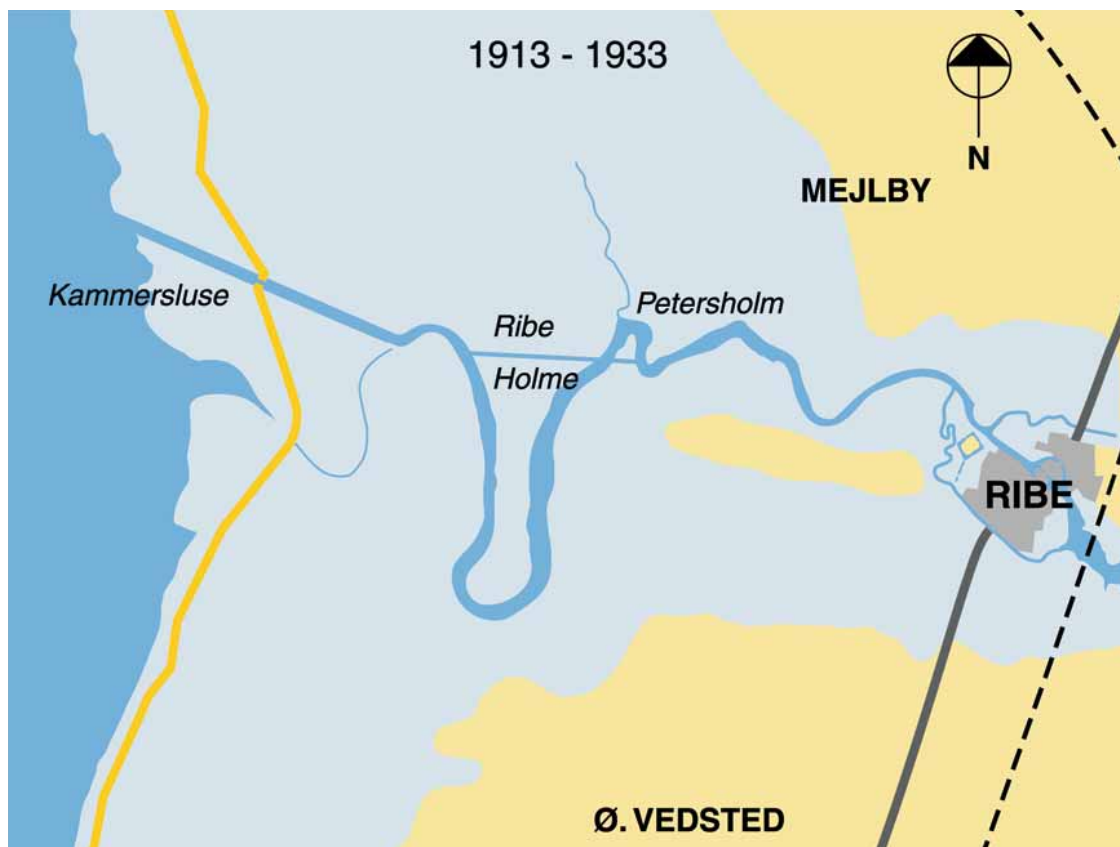 1913 - 1933
N
MEJLBY
Kammersluse
Petersholm
Ribe
Holme
RIBE
Ø. VEDSTED